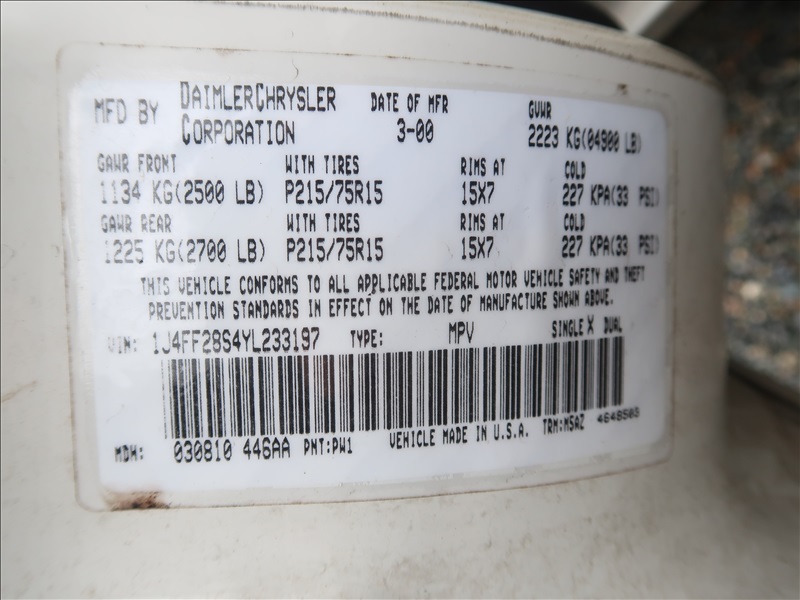 MFD BY DAIMLERCHRYSLER CORPORATION DATE OF MFR 3-00 GVWR 2223 KG(04900 LB)
GAWR FRONT WITH TIRES RIMS AT COLD
1134 KG(2500 LB) P215/75R15 15X7 227 KPA(33 PSI)
GAWR REAR WITH TIRES RIMS AT COLD
1225 KG(2700 LB) P215/75R15 15X7 227 KPA(33 PSI)
THIS VEHICLE CONFORMS TO ALL APPLICABLE FEDERAL MOTOR VEHICLE SAFETY AND THEFT
PREVENTION STANDARDS IN EFFECT ON THE DATE OF MANUFACTURE SHOWN ABOVE.
VIN: 1J4FF28S4YL233197 TYPE: MPV SINGLE X DUAL
MDH: 030810 446AA PNT:PW1 VEHICLE MADE IN U.S.A. TRM:MSAZ 4648503